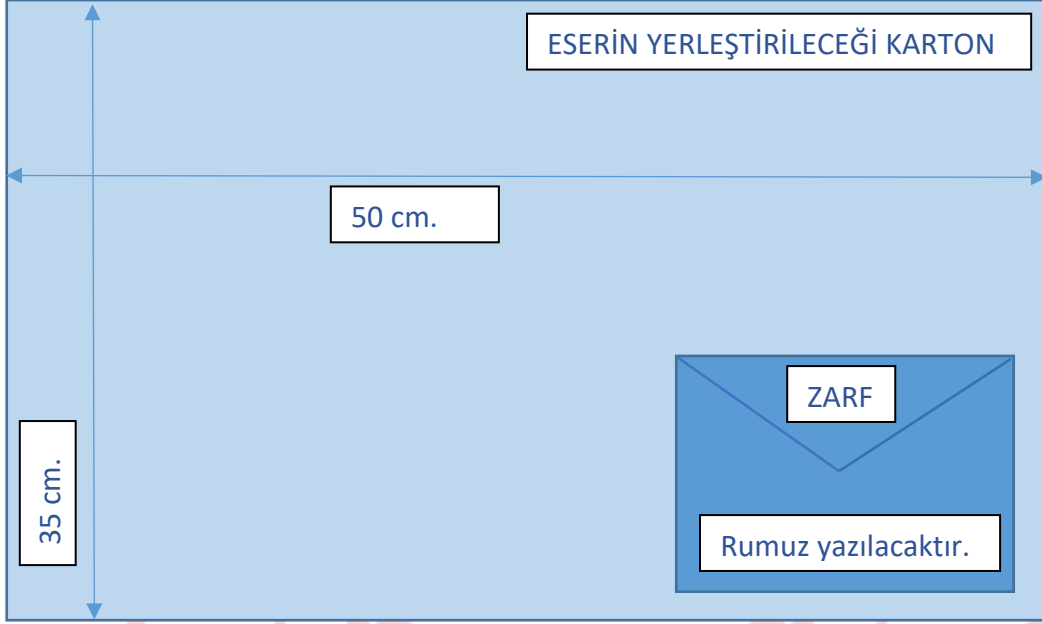 ESERİN YERLEŞTİRİLECEĞİ KARTON
50 cm.
35 cm.
ZARF
Rumuz yazılacaktır.